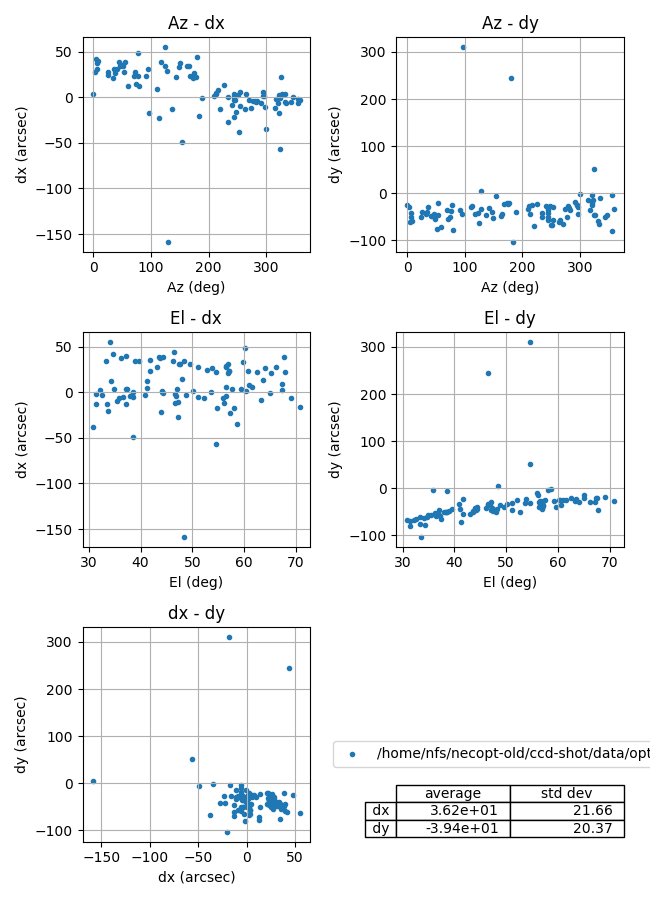 Az - dx
50
0
−50
−100
−150
dx (arcsec)
0 100 200 300
Az (deg)
Az - dy
300
200
100
0
−100
dy (arcsec)
0 100 200 300
Az (deg)
El - dx
50
0
−50
−100
−150
dx (arcsec)
30 40 50 60 70
El (deg)
El - dy
300
200
100
0
−100
dy (arcsec)
30 40 50 60 70
El (deg)
dx - dy
300
200
100
0
−100
dy (arcsec)
−150 −100 −50 0 50
dx (arcsec)
/home/nfs/necopt-old/ccd-shot/data/opt
average std dev
dx 3.62e+01 21.66
dy -3.94e+01 20.37